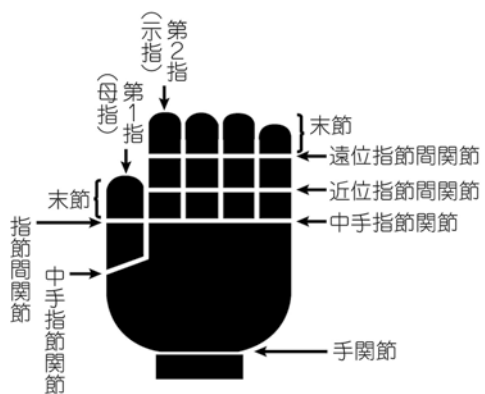 第2指
（示指）
第1指
（母指）
末節
遠位指節間関節
近位指節間関節
中手指節関節
末節
指節間関節
中手指節関節
手関節